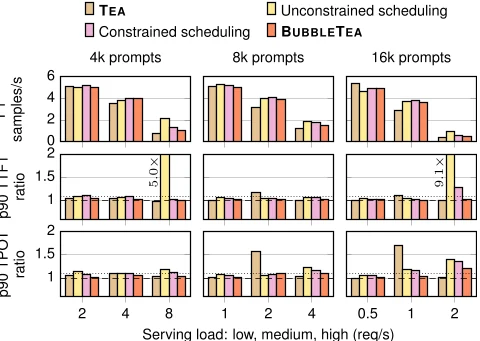 TEA
Unconstrained scheduling
Constrained scheduling
BUBBLETEA
4k prompts
8k prompts
16k prompts
samples/s
6
4
2
0
p90 TTFT
ratio
2
1.5
1
5.0×
9.1×
p90 TPOT
ratio
2
1.5
1
2 4 8
1 2 4
0.5 1 2
Serving load: low, medium, high (req/s)